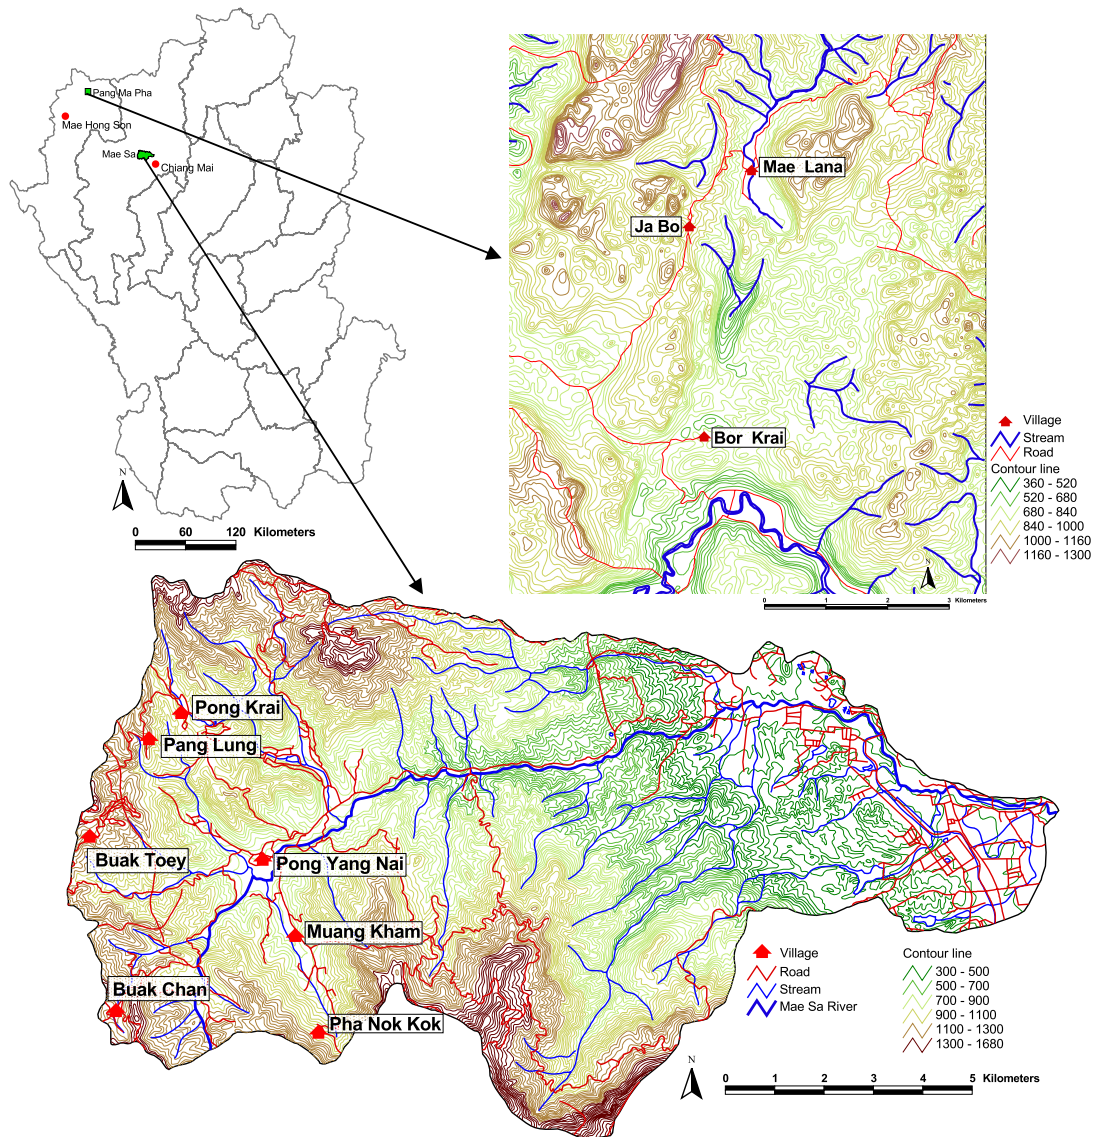 Pang Ma Pha
Mae Hong Son
Mae Sa
Chiang Mai
N
0 60 120 Kilometers
Mae Lana
Ja Bo
Bor Krai
N
0 1 2 3 Kilometers
Village
Stream
Road
Contour line
360 - 520
520 - 680
680 - 840
840 - 1000
1000 - 1160
1160 - 1300
Pong Krai
Pang Lung
Buak Toey
Pong Yang Nai
Muang Kham
Buak Chan
Pha Nok Kok
Village
Road
Stream
Mae Sa River
Contour line
300 - 500
500 - 700
700 - 900
900 - 1100
1100 - 1300
1300 - 1680
N
0 1 2 3 4 5 Kilometers